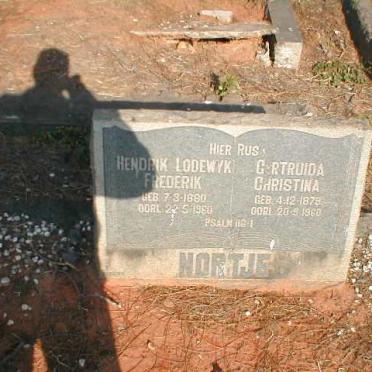 Hier Rus
Hendrik Lodewyk
Frederik
Geb. 7-3-1880
Oorl. 22-5-1960
Gertruida
Christina
Geb. 4-12-1879
Oorl. 20-9-1960
Psalm 116-1
Nortje